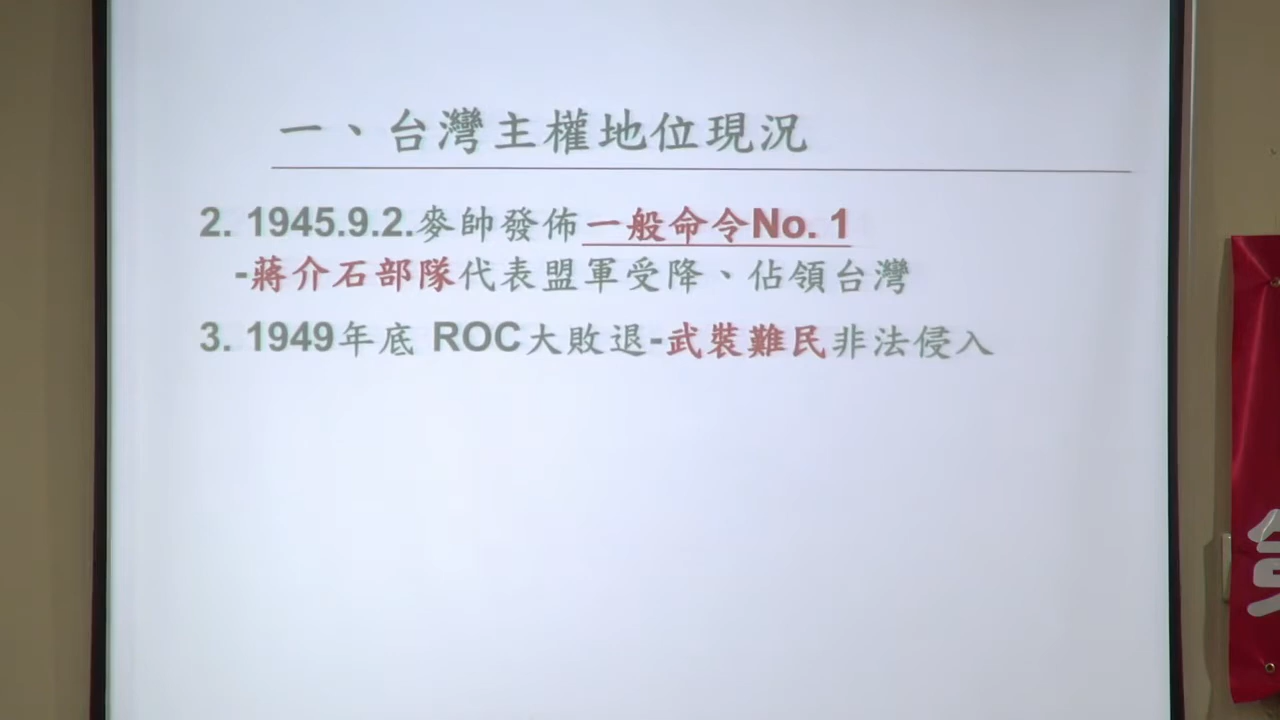 一、台灣主權地位現況
2. 1945.9.2.麥帥發佈一般命令No. 1
-蔣介石部隊代表盟軍受降、佔領台灣
3. 1949年底 ROC大敗退-武裝難民非法侵入